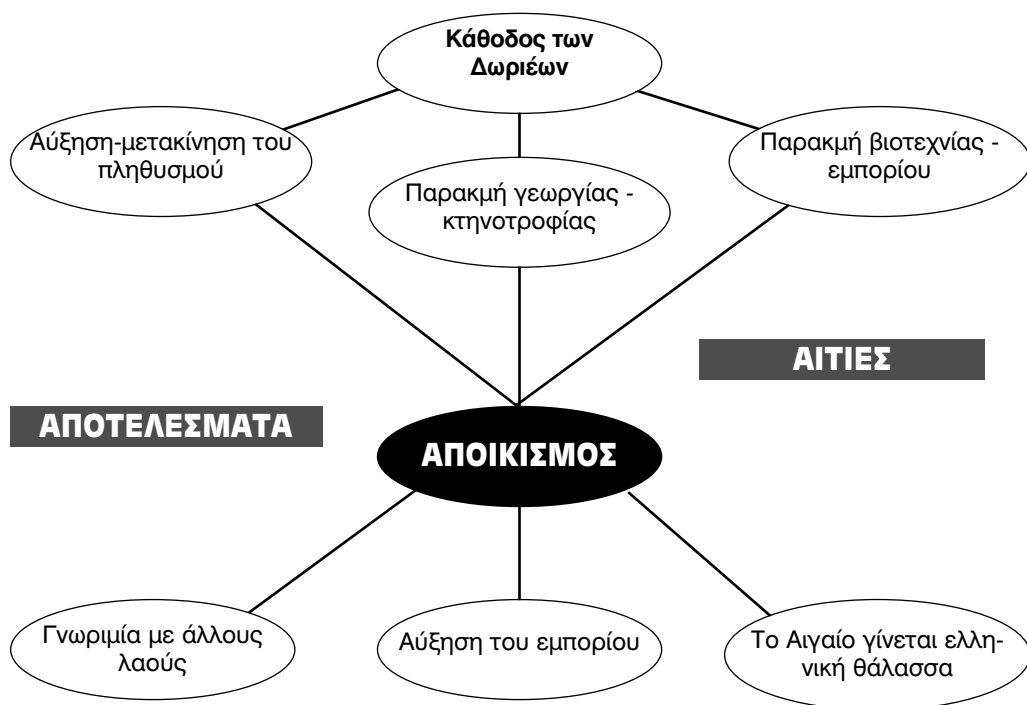 Κάθοδος των
Δωριέων
Αύξηση-μετακίνηση του
πληθυσμού
Παρακμή γεωργίας -
κτηνοτροφίας
Παρακμή βιοτεχνίας -
εμπορίου
ΑΙΤΙΕΣ
ΑΠΟΤΕΛΕΣΜΑΤΑ
ΑΠΟΙΚΙΣΜΟΣ
Γνωριμία με άλλους
λαούς
Αύξηση του εμπορίου
Το Αιγαίο γίνεται ελλη-
νική θάλασσα